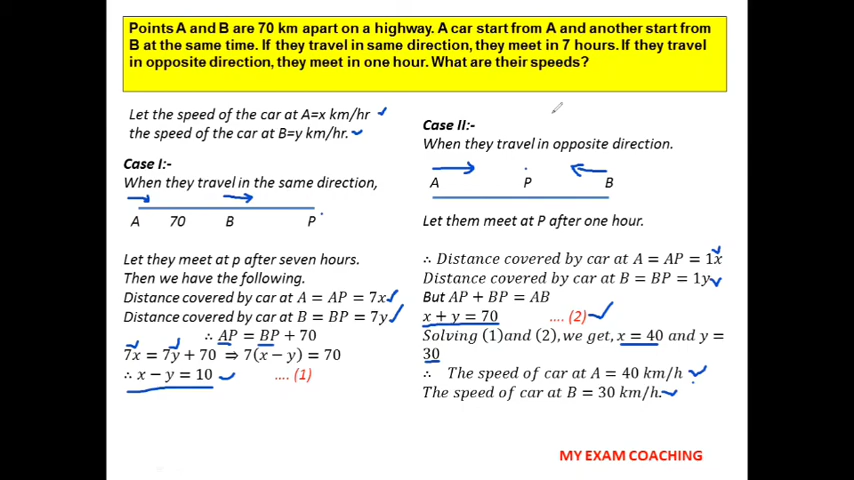 Points A and B are 70 km apart on a highway. A car start from A and another start from
B at the same time. If they travel in same direction, they meet in 7 hours. If they travel
in opposite direction, they meet in one hour. What are their speeds?
Let the speed of the car at A=x km/hr
the speed of the car at B=y km/hr.
Case I:-
When they travel in the same direction,
A 70 B P
Let they meet at p after seven hours.
Then we have the following.
Distance covered by car at A = AP = 7x
Distance covered by car at B = BP = 7y
∴ AP = BP + 70
7x = 7y + 70 ⇒ 7(x − y) = 70
∴ x − y = 10 .... (1)
Case II:-
When they travel in opposite direction.
A P B
Let them meet at P after one hour.
∴ Distance covered by car at A = AP = 1x
Distance covered by car at B = BP = 1y
But AP + BP = AB
x + y = 70 .... (2)
Solving (1)and (2), we get, x = 40 and y =
30
∴ The speed of car at A = 40 km/h
The speed of car at B = 30 km/h.
MY EXAM COACHING